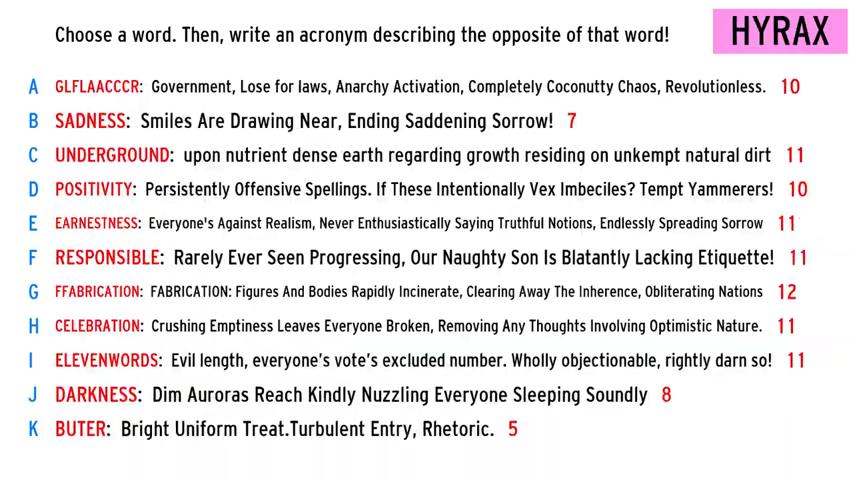 Choose a word. Then, write an acronym describing the opposite of that word!
HYRAX
A GLFLAACCCR: Government, Lose for laws, Anarchy Activation, Completely Coconutty Chaos, Revolutionless. 10
B SADNESS: Smiles Are Drawing Near, Ending Saddening Sorrow! 7
C UNDERGROUND: upon nutrient dense earth regarding growth residing on unkempt natural dirt 11
D POSITIVITY: Persistently Offensive Spellings. If These Intentionally Vex Imbeciles? Tempt Yammerers! 10
E EARNESTNESS: Everyone's Against Realism, Never Enthusiastically Saying Truthful Notions, Endlessly Spreading Sorrow 11
F RESPONSIBLE: Rarely Ever Seen Progressing, Our Naughty Son Is Blatantly Lacking Etiquette! 11
G FFABRICATION: FABRICATION: Figures And Bodies Rapidly Incinerate, Clearing Away The Inherence, Obliterating Nations 12
H CELEBRATION: Crushing Emptiness Leaves Everyone Broken, Removing Any Thoughts Involving Optimistic Nature. 11
I ELEVENWORDS: Evil length, everyone's vote's excluded number. Wholly objectionable, rightly darn so! 11
J DARKNESS: Dim Auroras Reach Kindly Nuzzling Everyone Sleeping Soundly 8
K BUTER: Bright Uniform Treat.Turbulent Entry, Rhetoric. 5